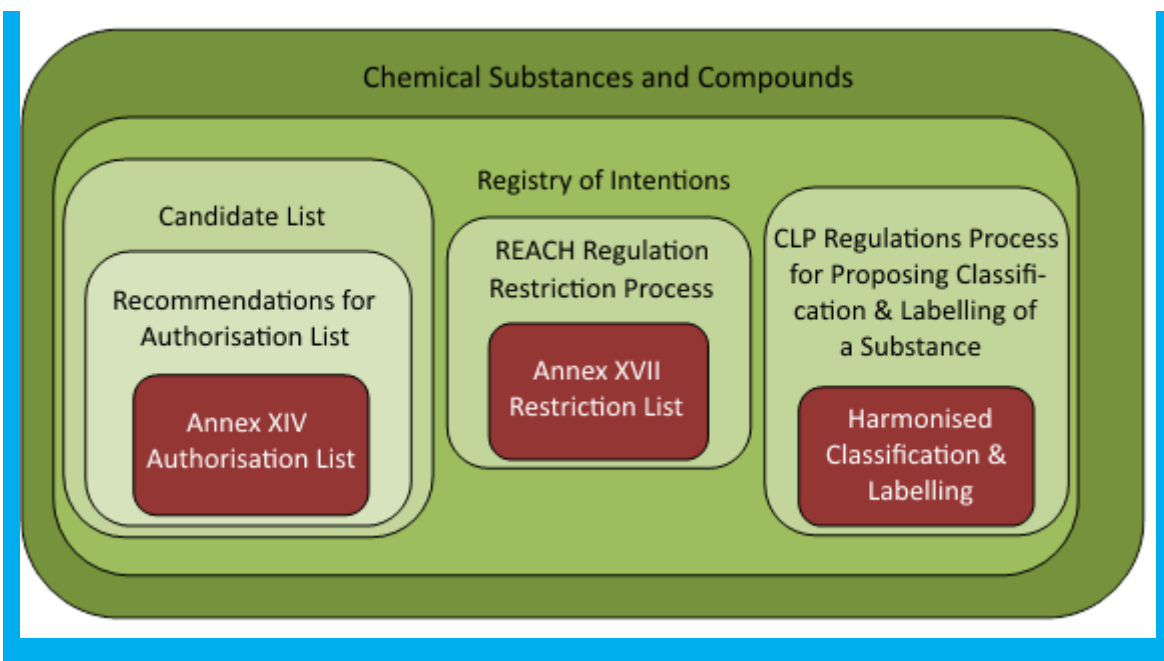 Chemical Substances and Compounds
Registry of Intentions
Candidate List
Recommendations for
Authorisation List
Annex XIV
Authorisation List
REACH Regulation
Restriction Process
Annex XVII
Restriction List
CLP Regulations Process
for Proposing Classifi-
cation & Labelling of
a Substance
Harmonised
Classification &
Labelling